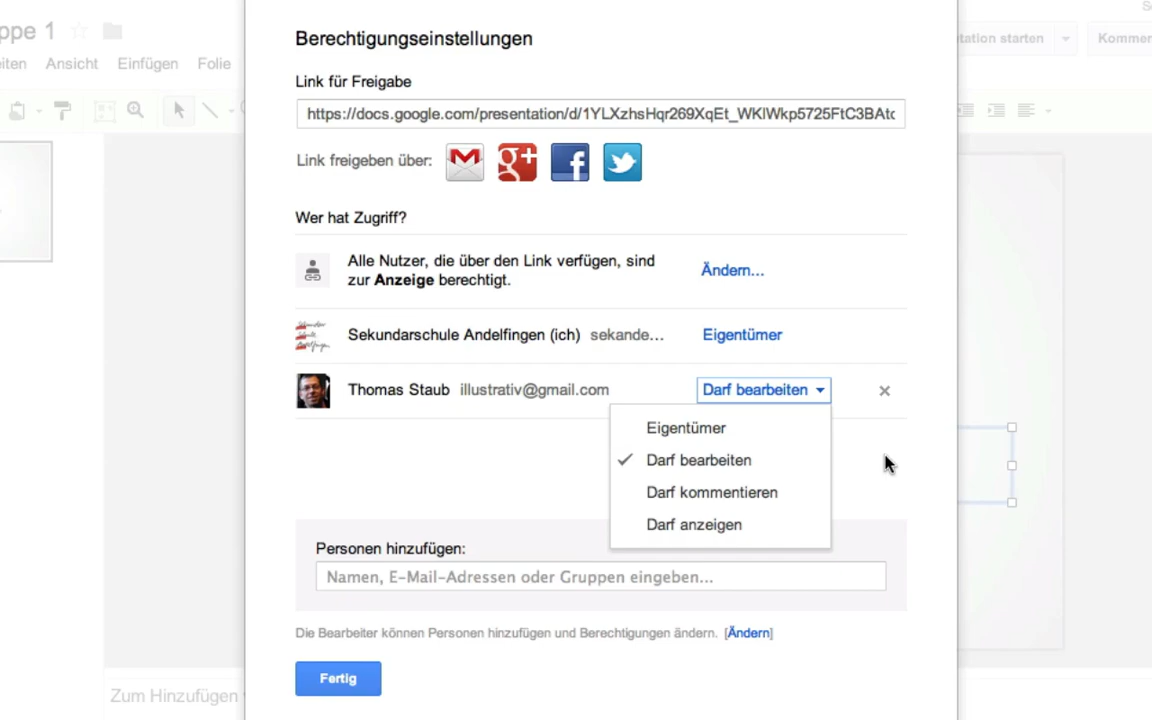 ppe 1
eiten Ansicht Einfügen Folie
tation starten
Kommen
Berechtigungseinstellungen
Link für Freigabe
https://docs.google.com/presentation/d/1YLXzhsHqr269XqEt_WKlWkp5725FtC3BAtc
Link freigeben über:
Wer hat Zugriff?
Alle Nutzer, die über den Link verfügen, sind
zur Anzeige berechtigt.
Ändern...
Sekundarschule Andelfingen (ich) sekande... Eigentümer
Thomas Staub illustrativ@gmail.com Darf bearbeiten
Eigentümer
Darf bearbeiten
Darf kommentieren
Darf anzeigen
Personen hinzufügen:
Namen, E-Mail-Adressen oder Gruppen eingeben...
Die Bearbeiter können Personen hinzufügen und Berechtigungen ändern. [Ändern]
Fertig
Zum Hinzufügen